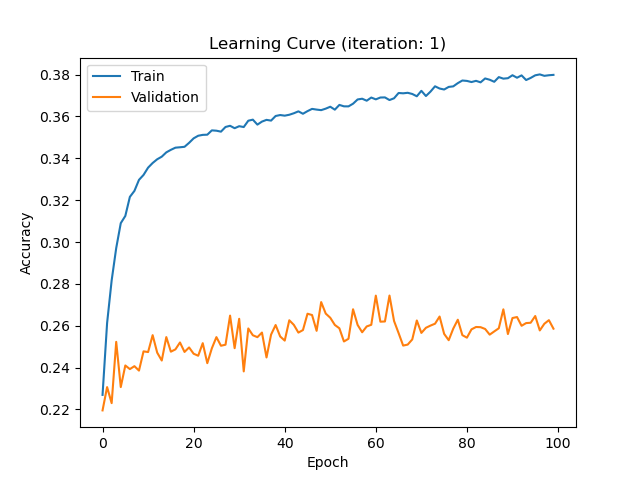 Learning Curve (iteration: 1)
Train
Validation
Accuracy
0.38
0.36
0.34
0.32
0.30
0.28
0.26
0.24
0.22
0 20 40 60 80 100
Epoch